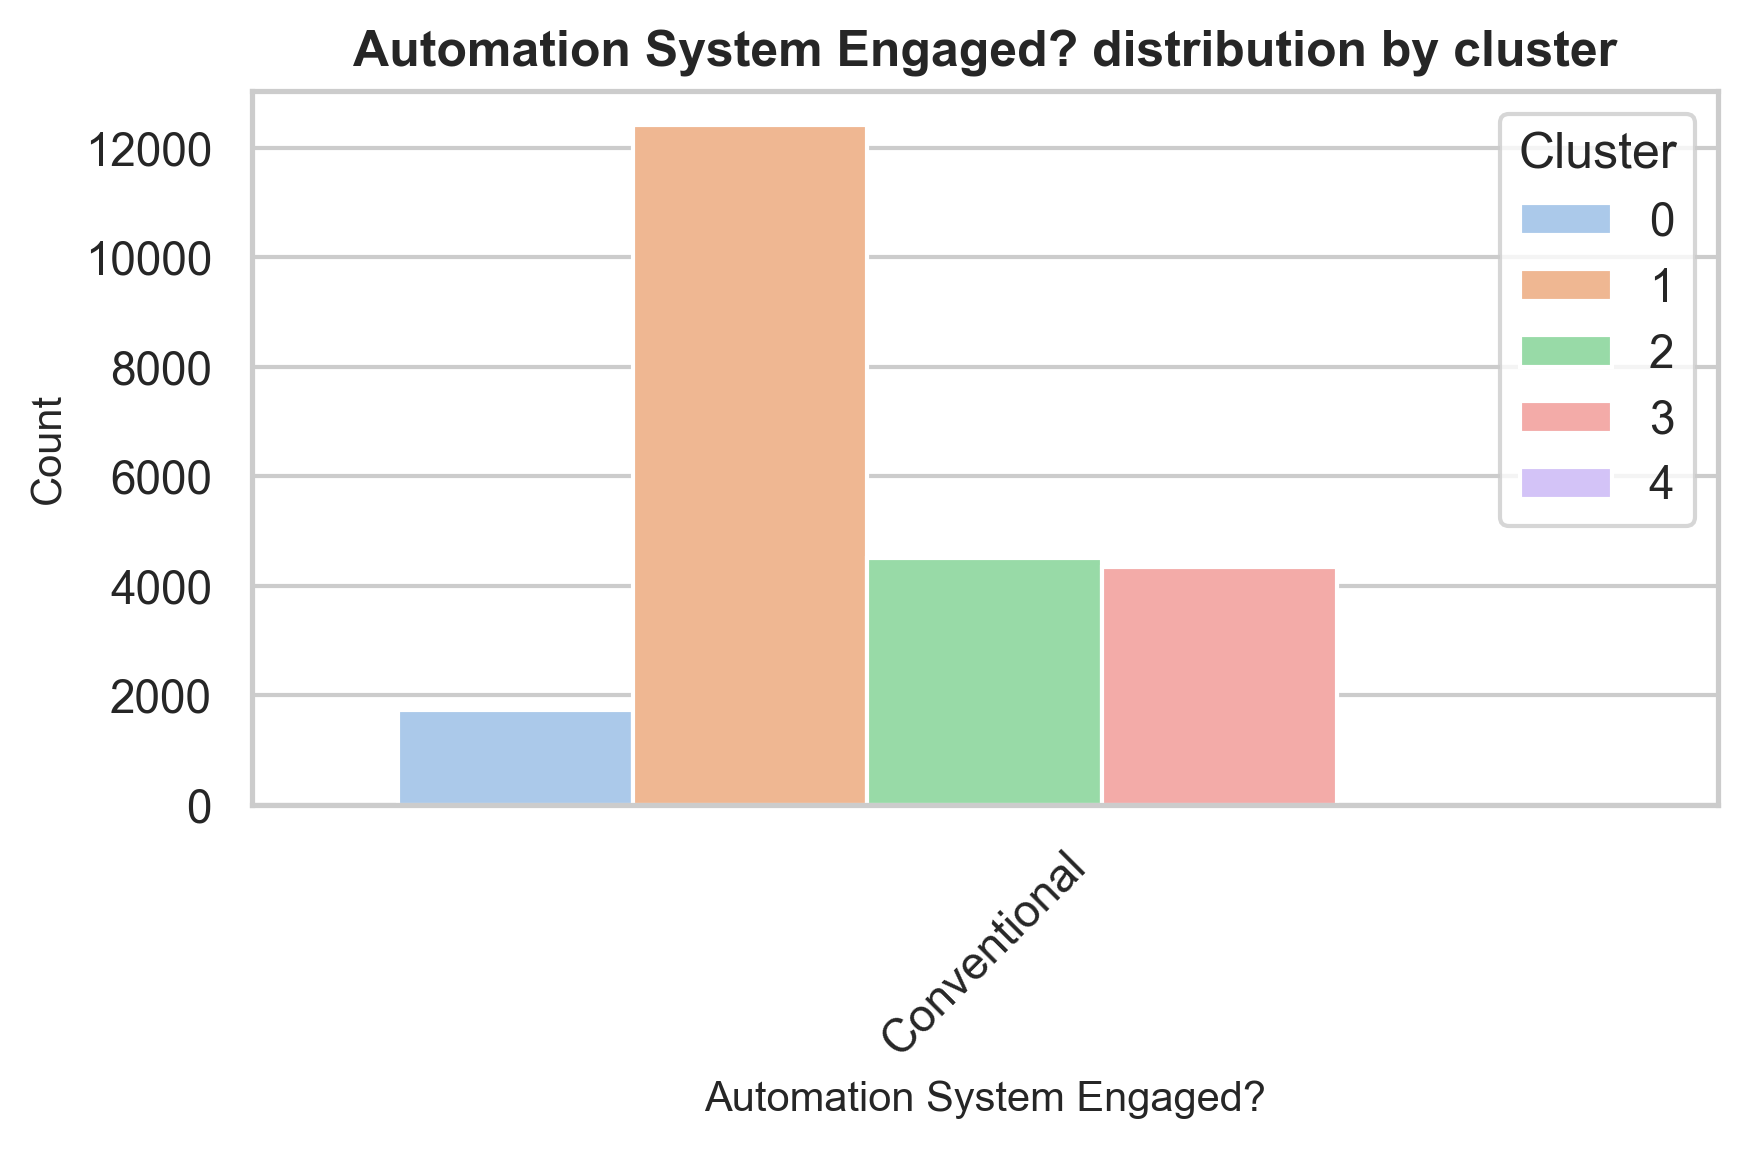 Automation System Engaged? distribution by cluster
12000
10000
8000
6000
4000
2000
0
Count
Cluster
0
1
2
3
4
Conventional
Automation System Engaged?